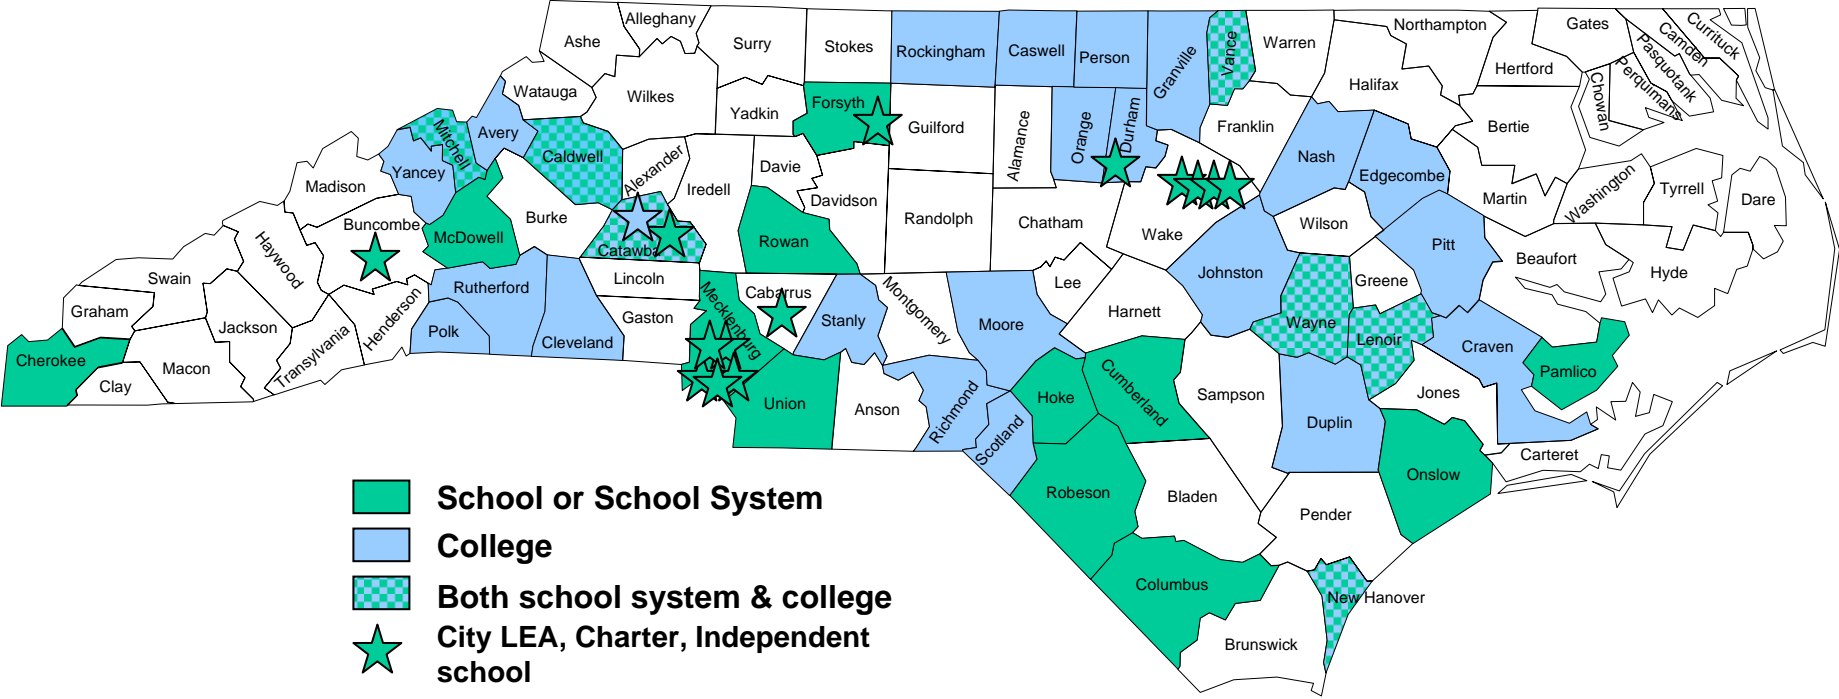 Alleghany
Ashe
Surry
Stokes
Rockingham
Caswell
Person
Granville
Vance
Warren
Northampton
Gates
Currituck
Camden
Pasquotank
Perquimans
Chowan
Hertford
Halifax
Watauga
Wilkes
Yadkin
Forsyth
Guilford
Alamance
Orange
Durham
Franklin
Bertie
Mitchell
Avery
Caldwell
Alexander
Iredell
Davie
Davidson
Nash
Edgecombe
Martin
Washington
Tyrrell
Dare
Madison
Yancey
Burke
Randolph
Chatham
Wake
Wilson
Pitt
Beaufort
Hyde
Buncombe
McDowell
Catawba
Rowan
Haywood
Swain
Graham
Rutherford
Lincoln
Mecklenburg
Cabarrus
Montgomery
Lee
Johnston
Greene
Harnett
Jackson
Transylvania
Henderson
Polk
Cleveland
Gaston
Stanly
Moore
Wayne
Lenoir
Craven
Cherokee
Clay
Macon
Union
Anson
Richmond
Scotland
Hoke
Cumberland
Sampson
Duplin
Jones
Pamlico
Carteret
Onslow
Robeson
Bladen
Pender
Columbus
New Hanover
Brunswick
School or School System
College
Both school system & college
City LEA, Charter, Independent
school